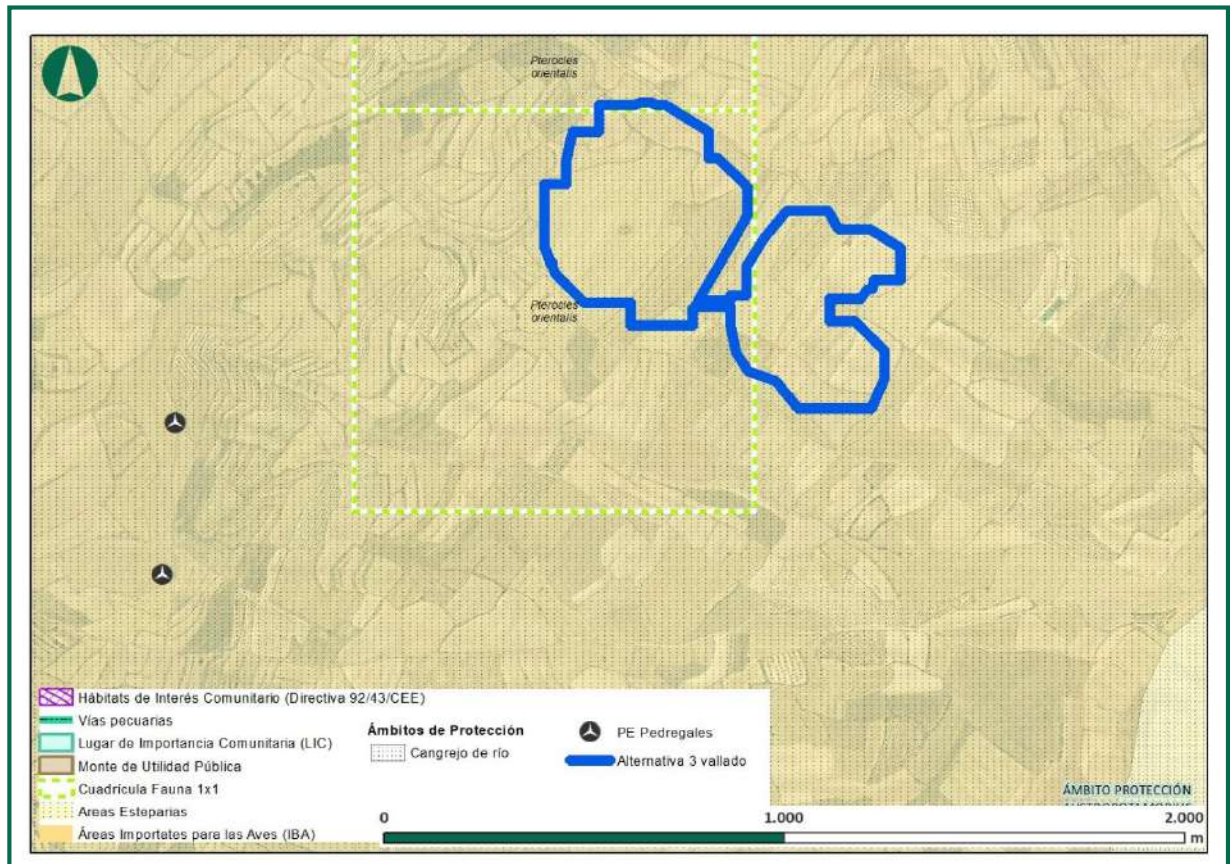 Pterocles
orientalis
Pterocles
orientalis
Hábitats de Interés Comunitario (Directiva 92/43/CEE)
Vías pecuarias
Lugar de Importancia Comunitaria (LIC)
Monte de Utilidad Pública
Cuadrícula Fauna 1x1
Areas Esteparias
Áreas Importates para las Aves (IBA)
Ámbitos de Protección
Cangrejo de río
PE Pedregales
Alternativa 3 vallado
ÁMBITO PROTECCIÓN
0 1.000 2.000
m